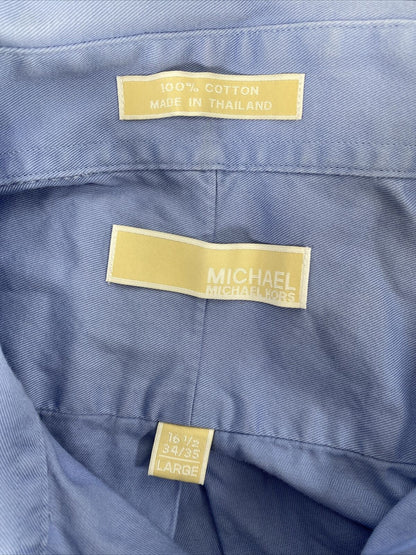 100% COTTON
MADE IN THAILAND
MICHAEL
MICHAEL KORS
16 1/2
34/35
LARGE